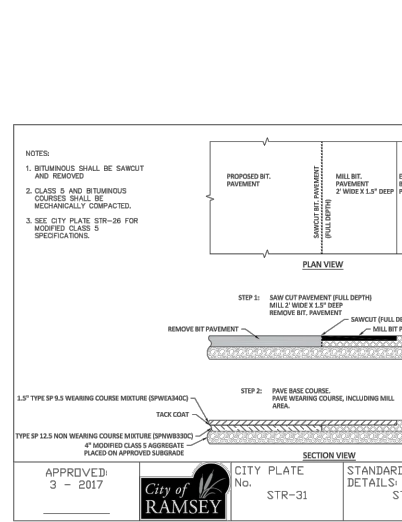 NOTES:
1. BITUMINOUS SHALL BE SAWCUT
AND REMOVED
2. CLASS 5 AND BITUMINOUS
COURSES SHALL BE
MECHANICALLY COMPACTED.
3. SEE CITY PLATE STR-26 FOR
MODIFIED CLASS 5
SPECIFICATIONS.
PROPOSED BIT.
PAVEMENT
SAWCUT BIT. PAVEMENT
(FULL DEPTH)
MILL BIT.
PAVEMENT
2' WIDE X 1.5" DEEP
PLAN VIEW
STEP 1: SAW CUT PAVEMENT (FULL DEPTH)
MILL 2' WIDE X 1.5" DEEP
REMOVE BIT. PAVEMENT
SAWCUT (FULL DE
REMOVE BIT PAVEMENT
MILL BIT P
STEP 2: PAVE BASE COURSE.
PAVE WEARING COURSE, INCLUDING MILL
AREA.
1.5" TYPE SP 9.5 WEARING COURSE MIXTURE (SPWEA340C)
TACK COAT
TYPE SP 12.5 NON WEARING COURSE MIXTURE (SPNWB330C)
4" MODIFIED CLASS 5 AGGREGATE
PLACED ON APPROVED SUBGRADE
SECTION VIEW
APPROVED:
3 - 2017
City of
RAMSEY
CITY PLATE
No.
STR-31
STANDARD
DETAILS:
ST